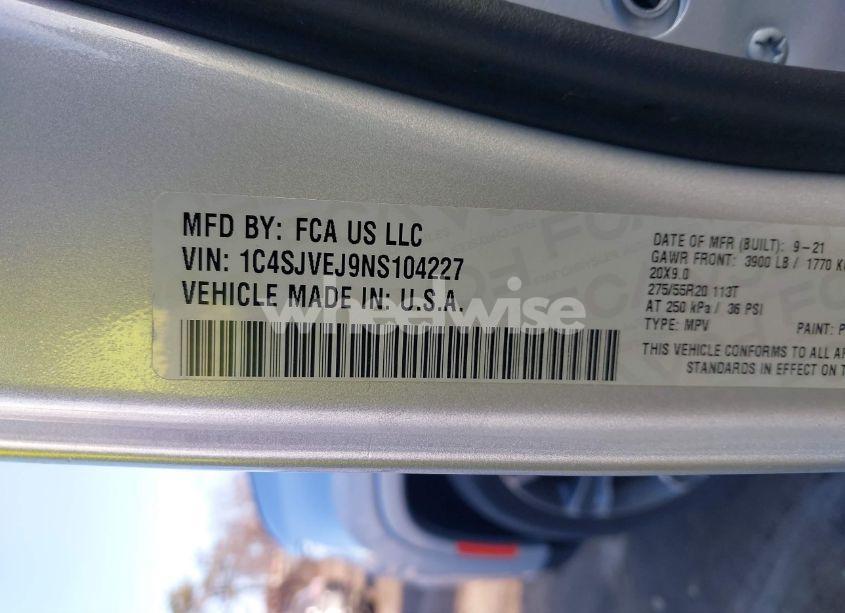 MFD BY: FCA US LLC
VIN: 1C4SJVEJ9NS104227
VEHICLE MADE IN: U.S.A.
wheelwise
DATE OF MFR (BUILT): 9-21
GAWR FRONT: 3900 LB / 1770 K
20X9.0
275/55R20 113T
AT 250 kPa / 36 PSI
TYPE: MPV PAINT: P
THIS VEHICLE CONFORMS TO ALL AP
STANDARDS IN EFFECT ON T